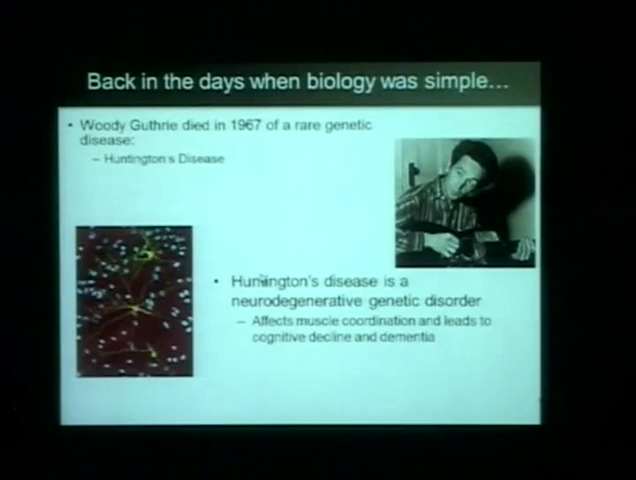 Back in the days when biology was simple...
• Woody Guthrie died in 1967 of a rare genetic
disease:
– Huntington's Disease
• Huntington's disease is a
neurodegenerative genetic disorder
– Affects muscle coordination and leads to
cognitive decline and dementia